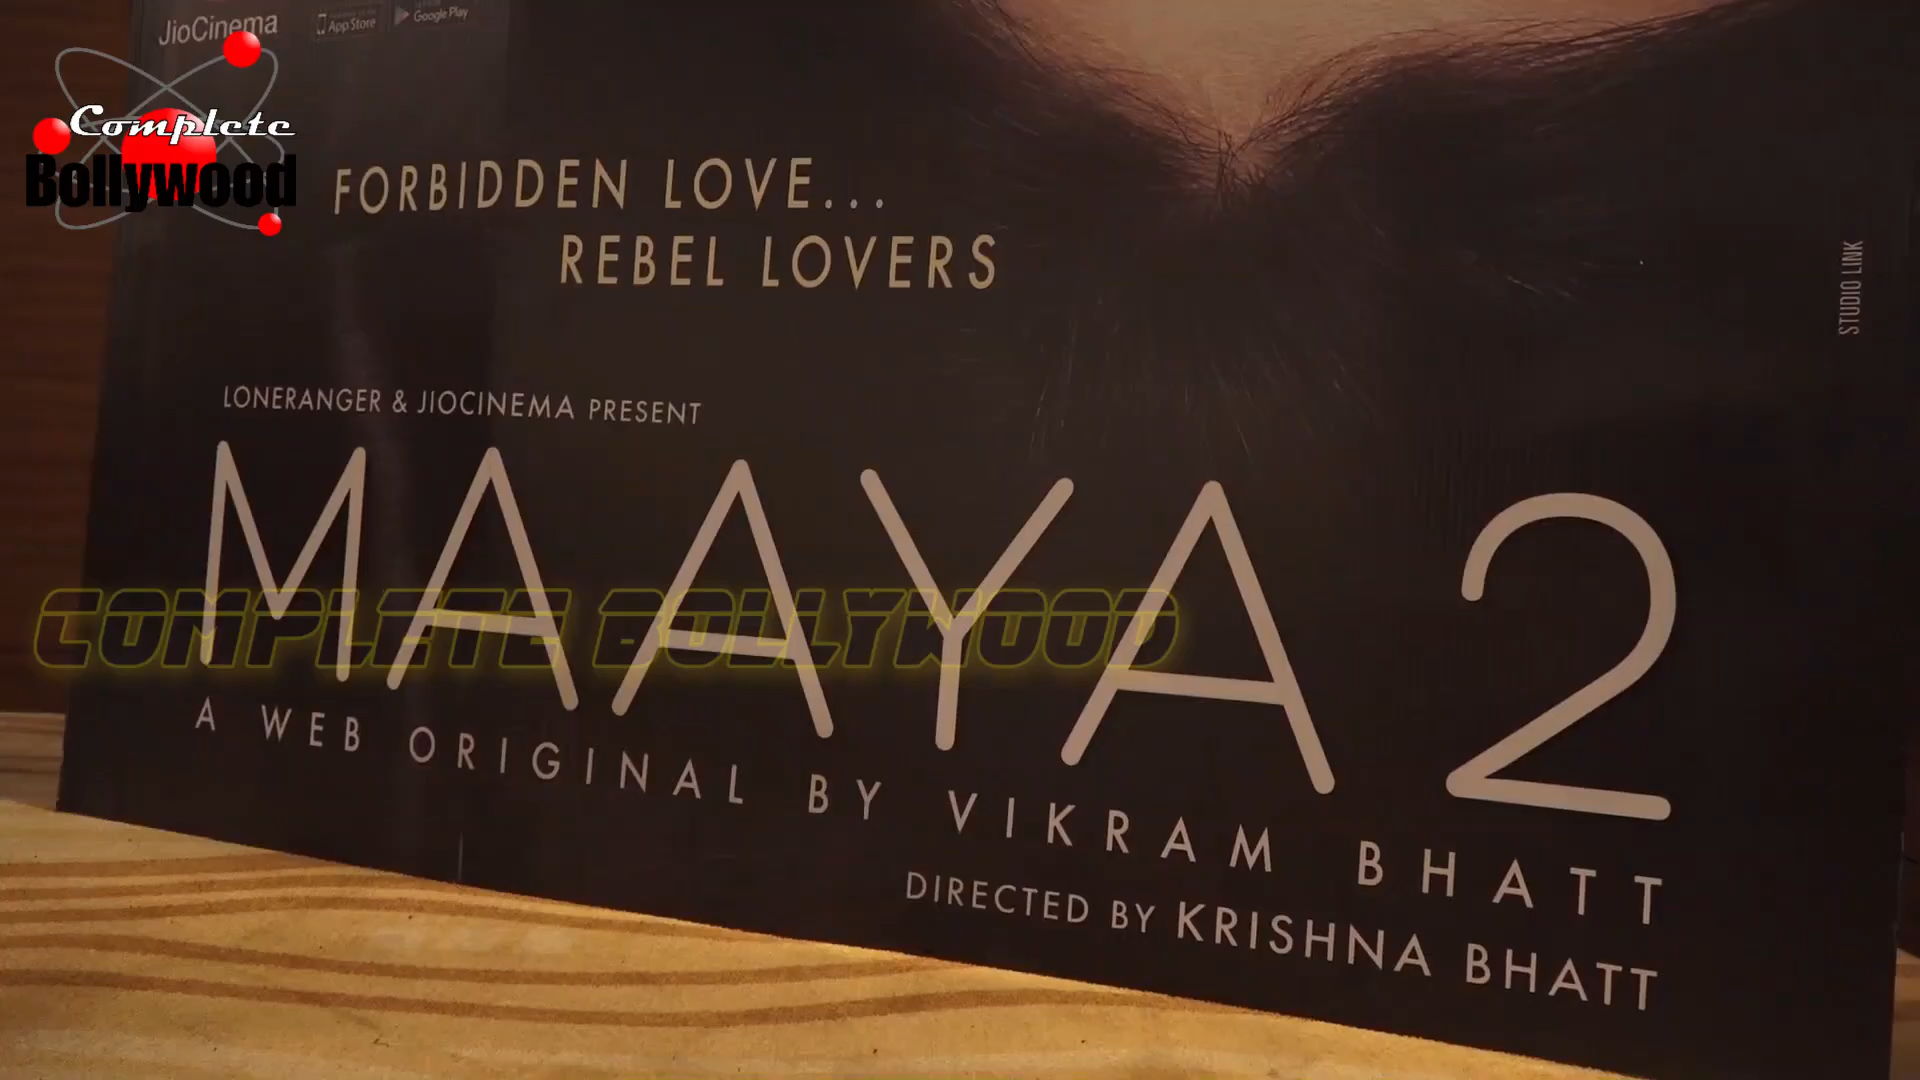 JioCinema
App Store
Google Play
Complete
Bollywood
FORBIDDEN LOVE...
REBEL LOVERS
STUDIO LINK
LONERANGER & JIOCINEMA PRESENT
MAAYA 2
COMPLETE BOLLYWOOD
A WEB ORIGINAL BY VIKRAM BHATT
DIRECTED BY KRISHNA BHATT